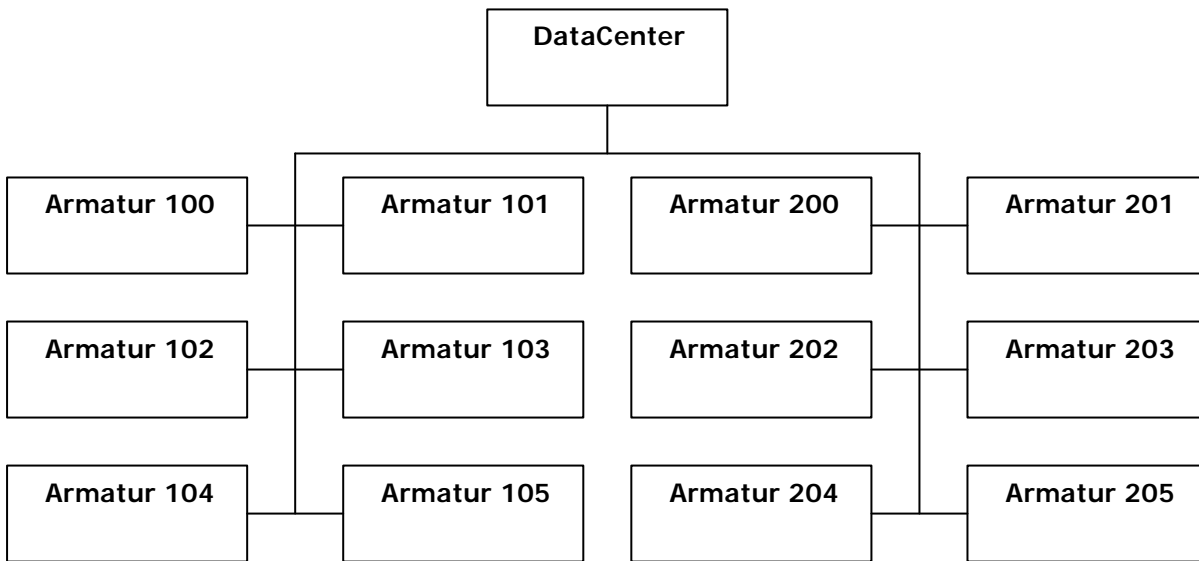 DataCenter
Armatur 100
Armatur 101
Armatur 200
Armatur 201
Armatur 102
Armatur 103
Armatur 202
Armatur 203
Armatur 104
Armatur 105
Armatur 204
Armatur 205